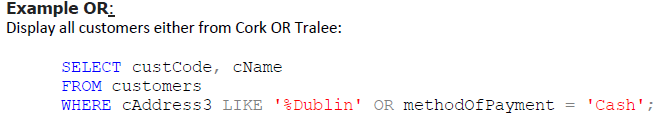 Example OR:
Display all customers either from Cork OR Tralee:
SELECT custCode, cName
FROM customers
WHERE cAddress3 LIKE '%Dublin' OR methodOfPayment = 'Cash';